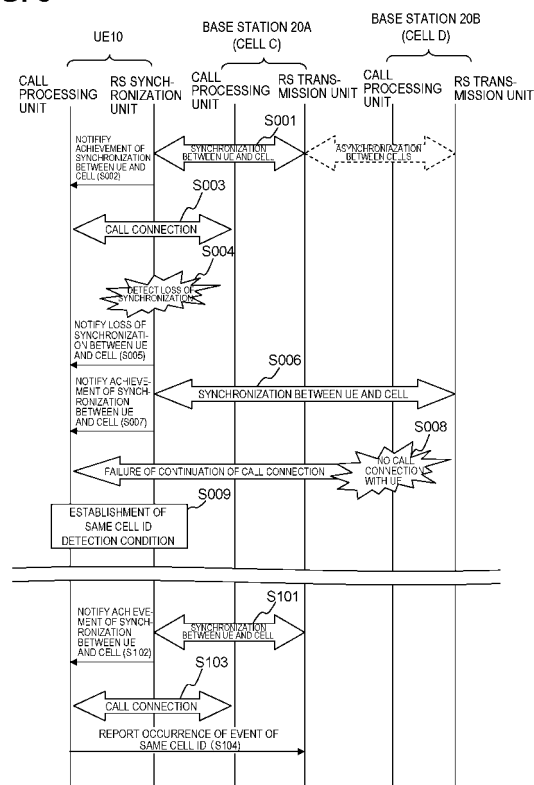 BASE STATION 20A
(CELL C)
BASE STATION 20B
(CELL D)
UE10
CALL
PROCESSING
UNIT
RS SYNCH-
RONIZATION
UNIT
CALL
PROCESSING
UNIT
RS TRANS-
MISSION UNIT
CALL
PROCESSING
UNIT
RS TRANS-
MISSION UNIT
S001
NOTIFIFY
ACHIEVEMENT OF
SYNCHRONIZATION
BETWEEN UE AND
CELL (S002)
SYNCHRONIZATION
BETWEEN UE AND CELL
ASYNCHRONIAZATION
BETWEEN CELLS
S003
CALL CONNECTION
S004
DETECT LOSS OF
SYNCHRONIZATION
NOTIFY LOSS OF
SYNCHRONIZATI-
ON BETWEEN UE
AND CELL (S005)
S006
NOTIFY ACHIEVE-
MENT OF SYNCH-
RONIZATION
BETWEEN UE
AND CELL (S007)
SYNCHRONIZATION BETWEEN UE AND CELL
S008
NO CALL
CONNECTION
WITH UE
FAILURE OF CONTINUATION OF CALL CONNECTION
S009
ESTABLISHMENT OF
SAME CELL ID
DETECTION CONDITION
S101
NOTIFY ACH EVE-
MENT OF SYNCH-
RONIZATION
BETWEEN UE
AND CELL (S102)
SYNCHRONIZATION
BETWEEN UE AND CELL
S103
CALL CONNECTION
REPORT OCCURRENCE OF EVENT OF
SAME CELL ID (S104)